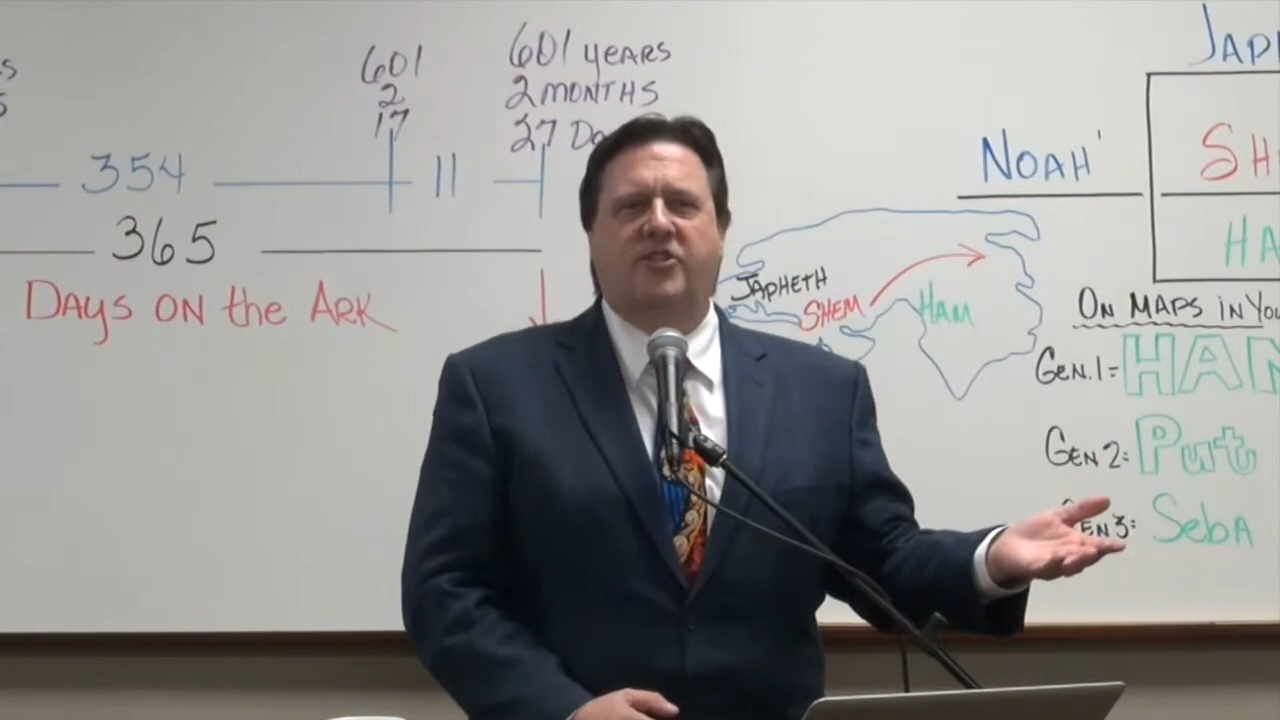 601
2
17
601 years
2 months
27
354
11
365
Days on the Ark
Noah
Japheth
Shem
Ham
On Maps in
Gen.1=
Gen 2: Put
Seba